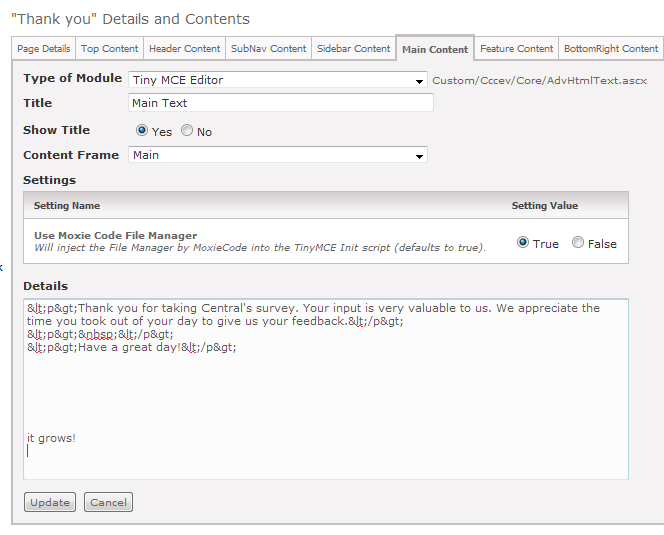 "Thank you" Details and Contents
Page Details Top Content Header Content SubNav Content Sidebar Content Main Content Feature Content BottomRight Content
Type of Module Tiny MCE Editor Custom/Cccev/Core/AdvHtmlText.ascx
Title Main Text
Show Title Yes No
Content Frame Main
Settings
Setting Name Setting Value
Use Moxie Code File Manager
Will inject the File Manager by MoxieCode into the TinyMCE Init script (defaults to true). True False
Details
&lt;p&gt;Thank you for taking Central's survey. Your input is very valuable to us. We appreciate the
time you took out of your day to give us your feedback.&lt;/p&gt;
&lt;p&gt;&nbsp;&lt;/p&gt;
&lt;p&gt;Have a great day!&lt;/p&gt;
it grows!
Update Cancel